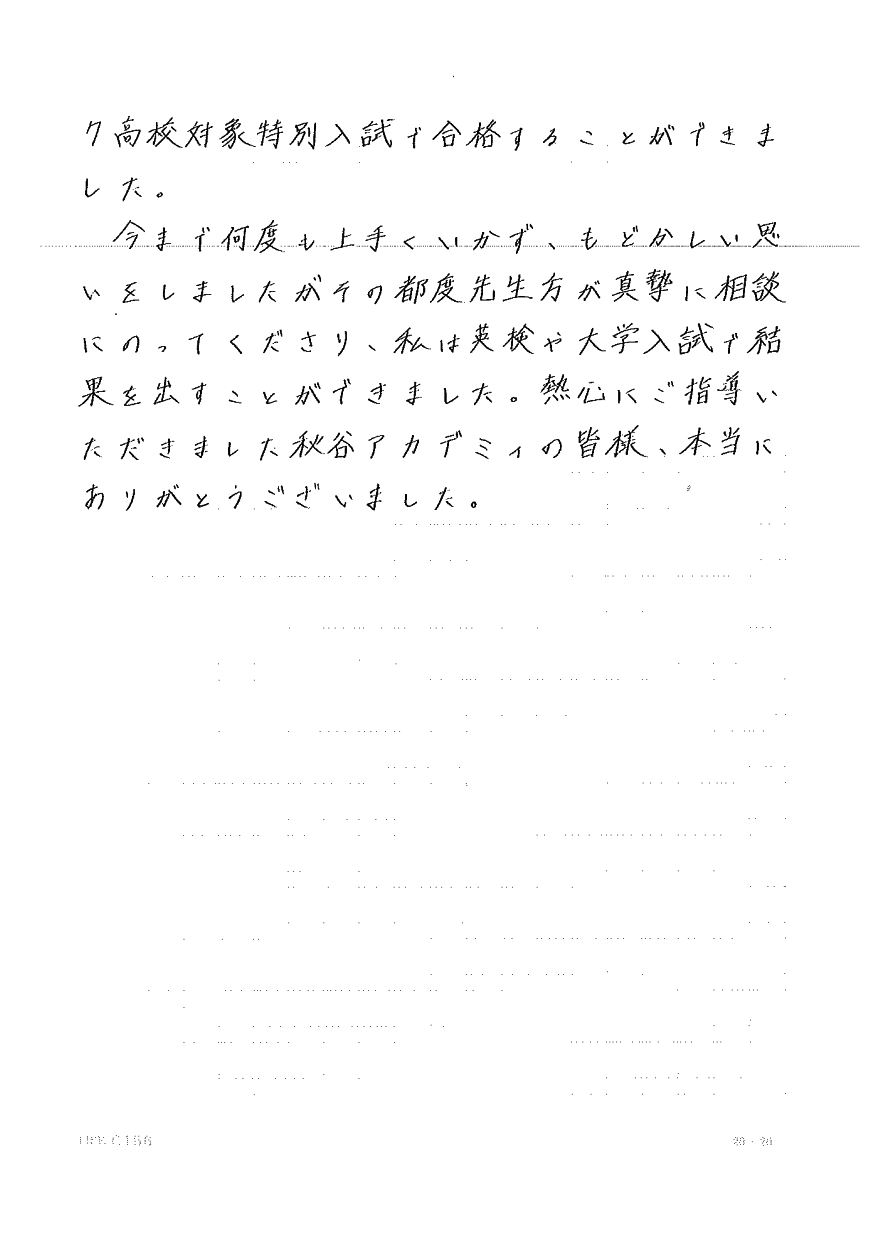 ク高校対象特別入試で合格することができま
した。
今まで何度も上手くいかず、もどかしい思
いをしましたがその都度先生方が真摯に相談
にのってくださり、私は英検や大学入試で結
果を出すことができました。熱心にご指導い
ただきました秋谷アカデミィの皆様、本当に
ありがとうございました。
LIFE C156
20 × 20